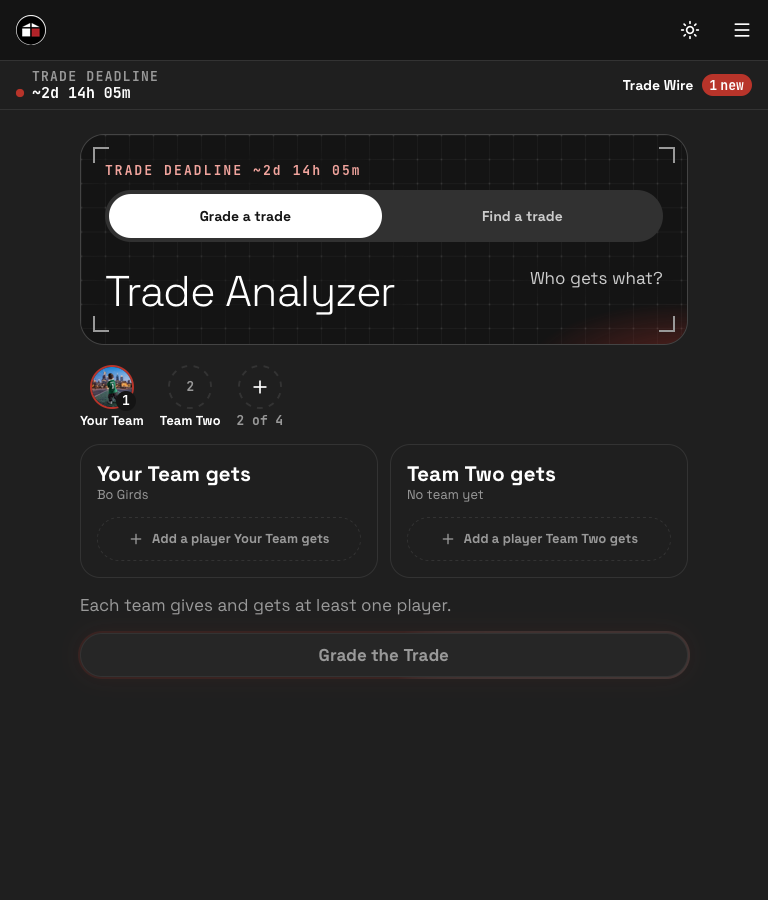 TRADE DEADLINE
~2d 14h 05m
Trade Wire
1 new
TRADE DEADLINE ~2d 14h 05m
Grade a trade
Find a trade
Trade Analyzer
Who gets what?
1
2
Your Team
Team Two
2 of 4
Your Team gets
Bo Girds
Add a player Your Team gets
Team Two gets
No team yet
Add a player Team Two gets
Each team gives and gets at least one player.
Grade the Trade